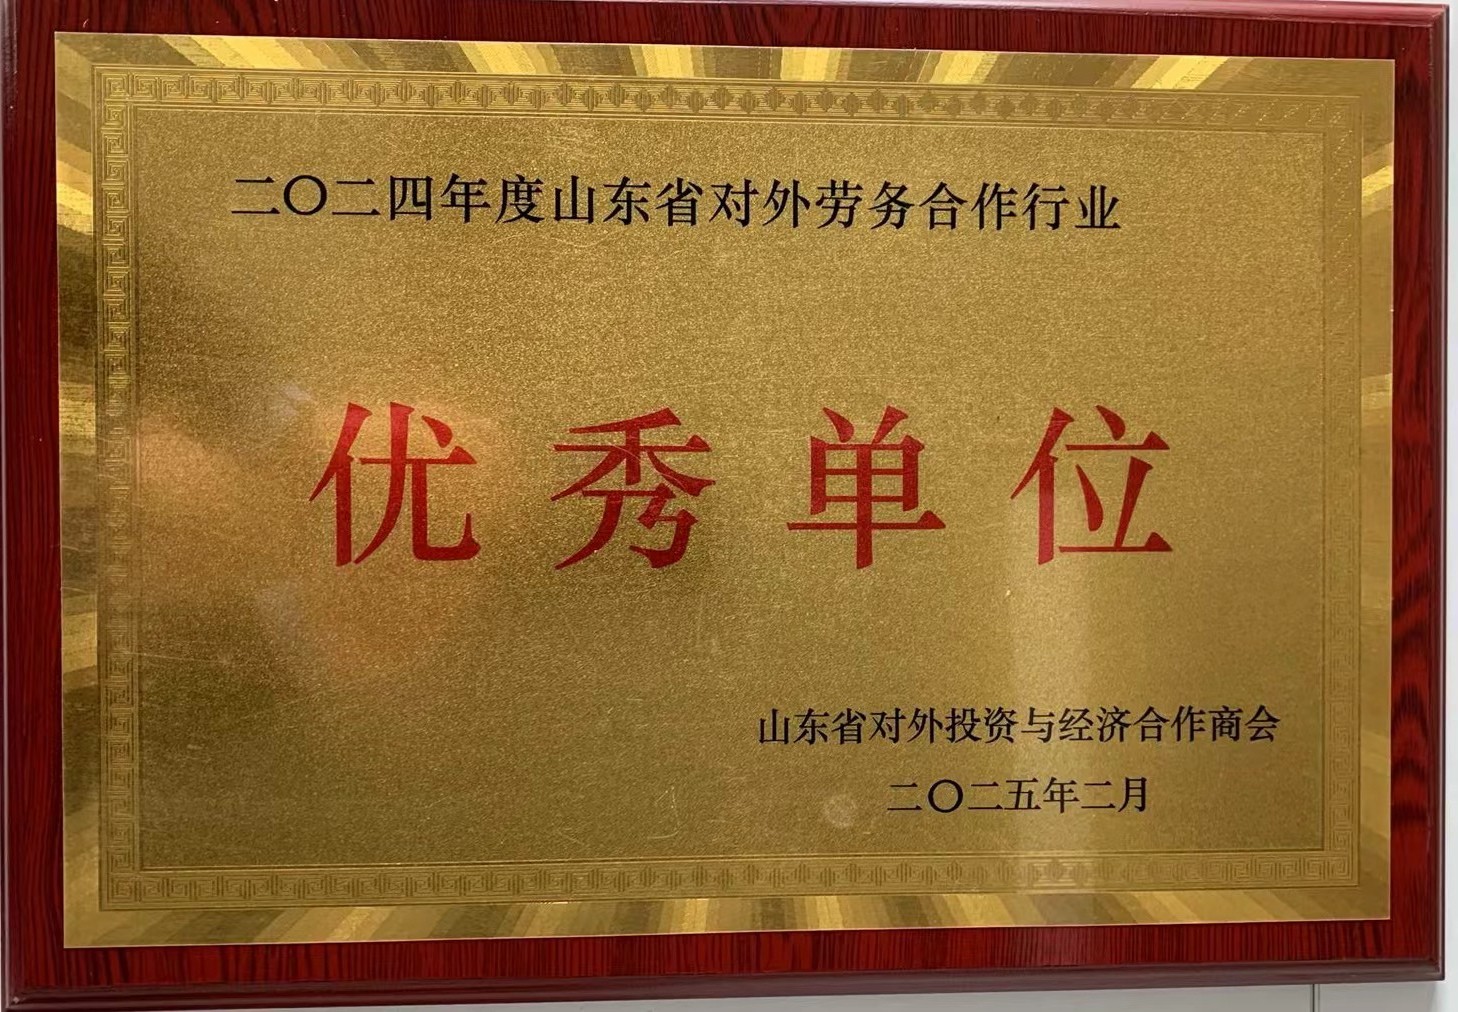 二〇二四年度山东省对外劳务合作行业
优秀单位
山东省对外投资与经济合作商会
二〇二五年二月